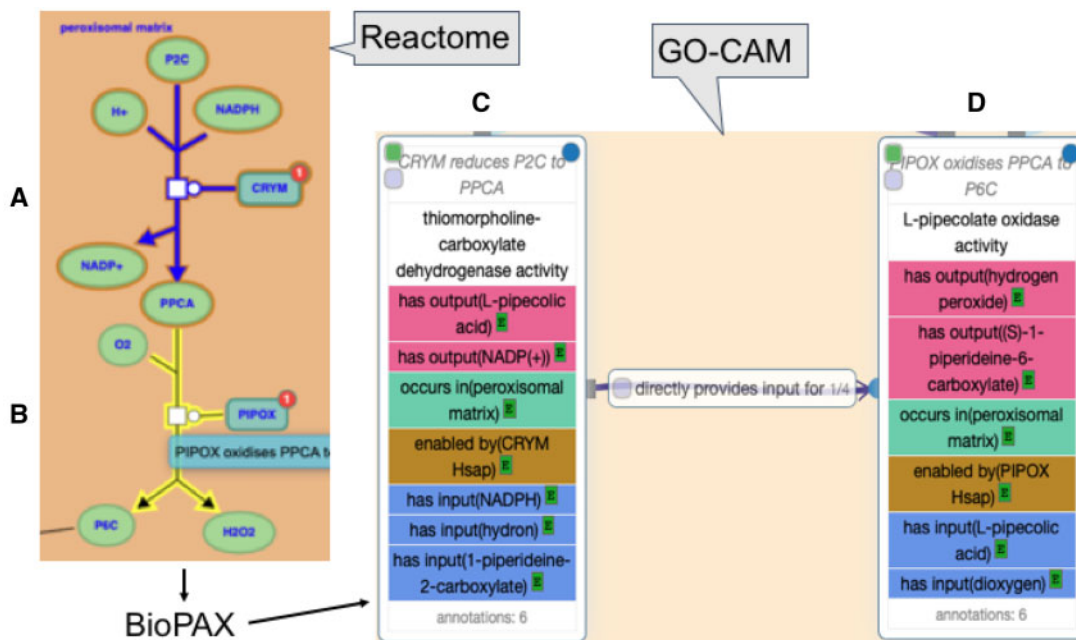 peroxisomal matrix
Reactome
P2C
H+
NADPH
A
CRYM
1
NADP+
PPCA
O2
B
PIPOX
1
PIPOX oxidises PPCA to
P6C
H2O2
BioPAX
GO-CAM
C
CRYM reduces P2C to
PPCA
thiomorpholine-
carboxylate
dehydrogenase activity
has output(L-pipecolic
acid)
has output(NADP(+))
occurs in(peroxisomal
matrix)
enabled by(CRYM
Hsap)
has input(NADPH)
has input(hydron)
has input(1-piperideine-
2-carboxylate)
annotations: 6
directly provides input for 1/4
D
PIPOX oxidises PPCA to
P6C
L-pipecolate oxidase
activity
has output(hydrogen
peroxide)
has output((S)-1-
piperideine-6-
carboxylate)
occurs in(peroxisomal
matrix)
enabled by(PIPOX
Hsap)
has input(L-pipecolic
acid)
has input(dioxygen)
annotations: 6